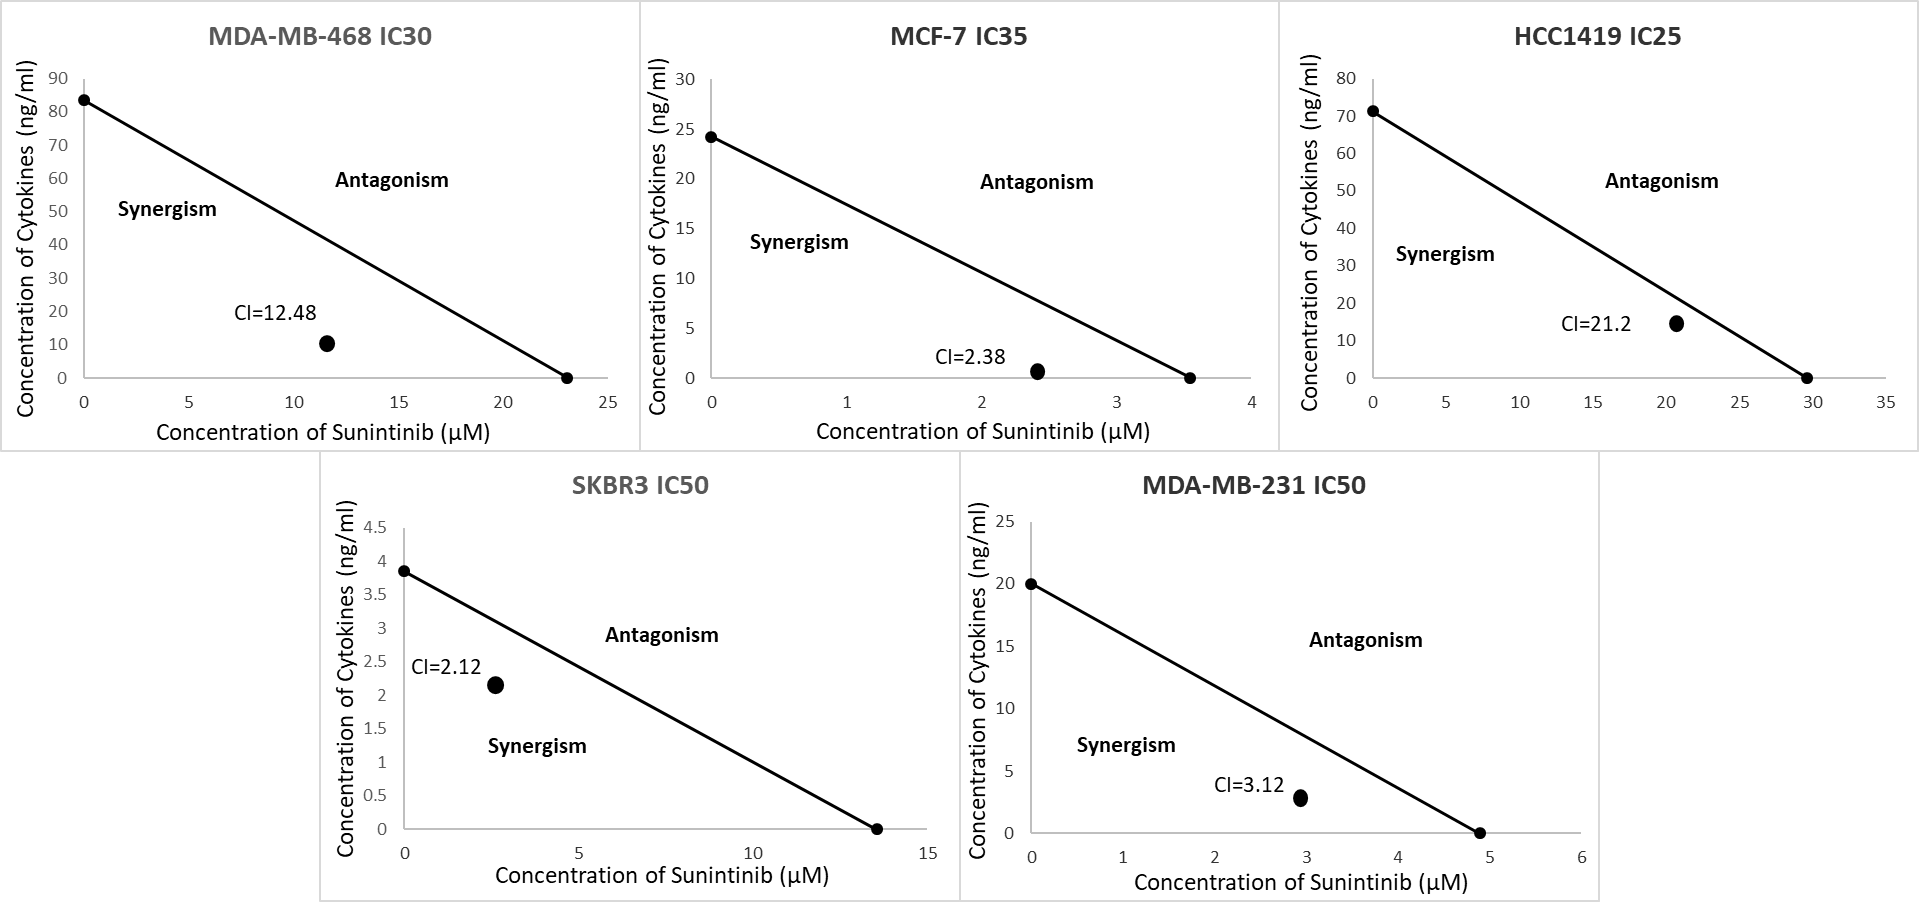 MDA-MB-468 IC30
Concentration of Cytokines (ng/ml)
90
80
70
60
50
40
30
20
10
0
Antagonism
Synergism
CI=12.48
0 5 10 15 20 25
Concentration of Sunintinib (μM)
MCF-7 IC35
Concentration of Cytokines (ng/ml)
30
25
20
15
10
5
0
Antagonism
Synergism
CI=2.38
0 1 2 3 4
Concentration of Sunintinib (μM)
HCC1419 IC25
Concentration of Cytokines (ng/ml)
80
70
60
50
40
30
20
10
0
Antagonism
Synergism
CI=21.2
0 5 10 15 20 25 30 35
Concentration of Sunintinib (μM)
SKBR3 IC50
Concentration of Cytokines (ng/ml)
4.5
4
3.5
3
2.5
2
1.5
1
0.5
0
Antagonism
CI=2.12
Synergism
0 5 10 15
Concentration of Sunintinib (μM)
MDA-MB-231 IC50
Concentration of Cytokines (ng/ml)
25
20
15
10
5
0
Antagonism
Synergism
CI=3.12
0 1 2 3 4 5 6
Concentration of Sunintinib (μM)